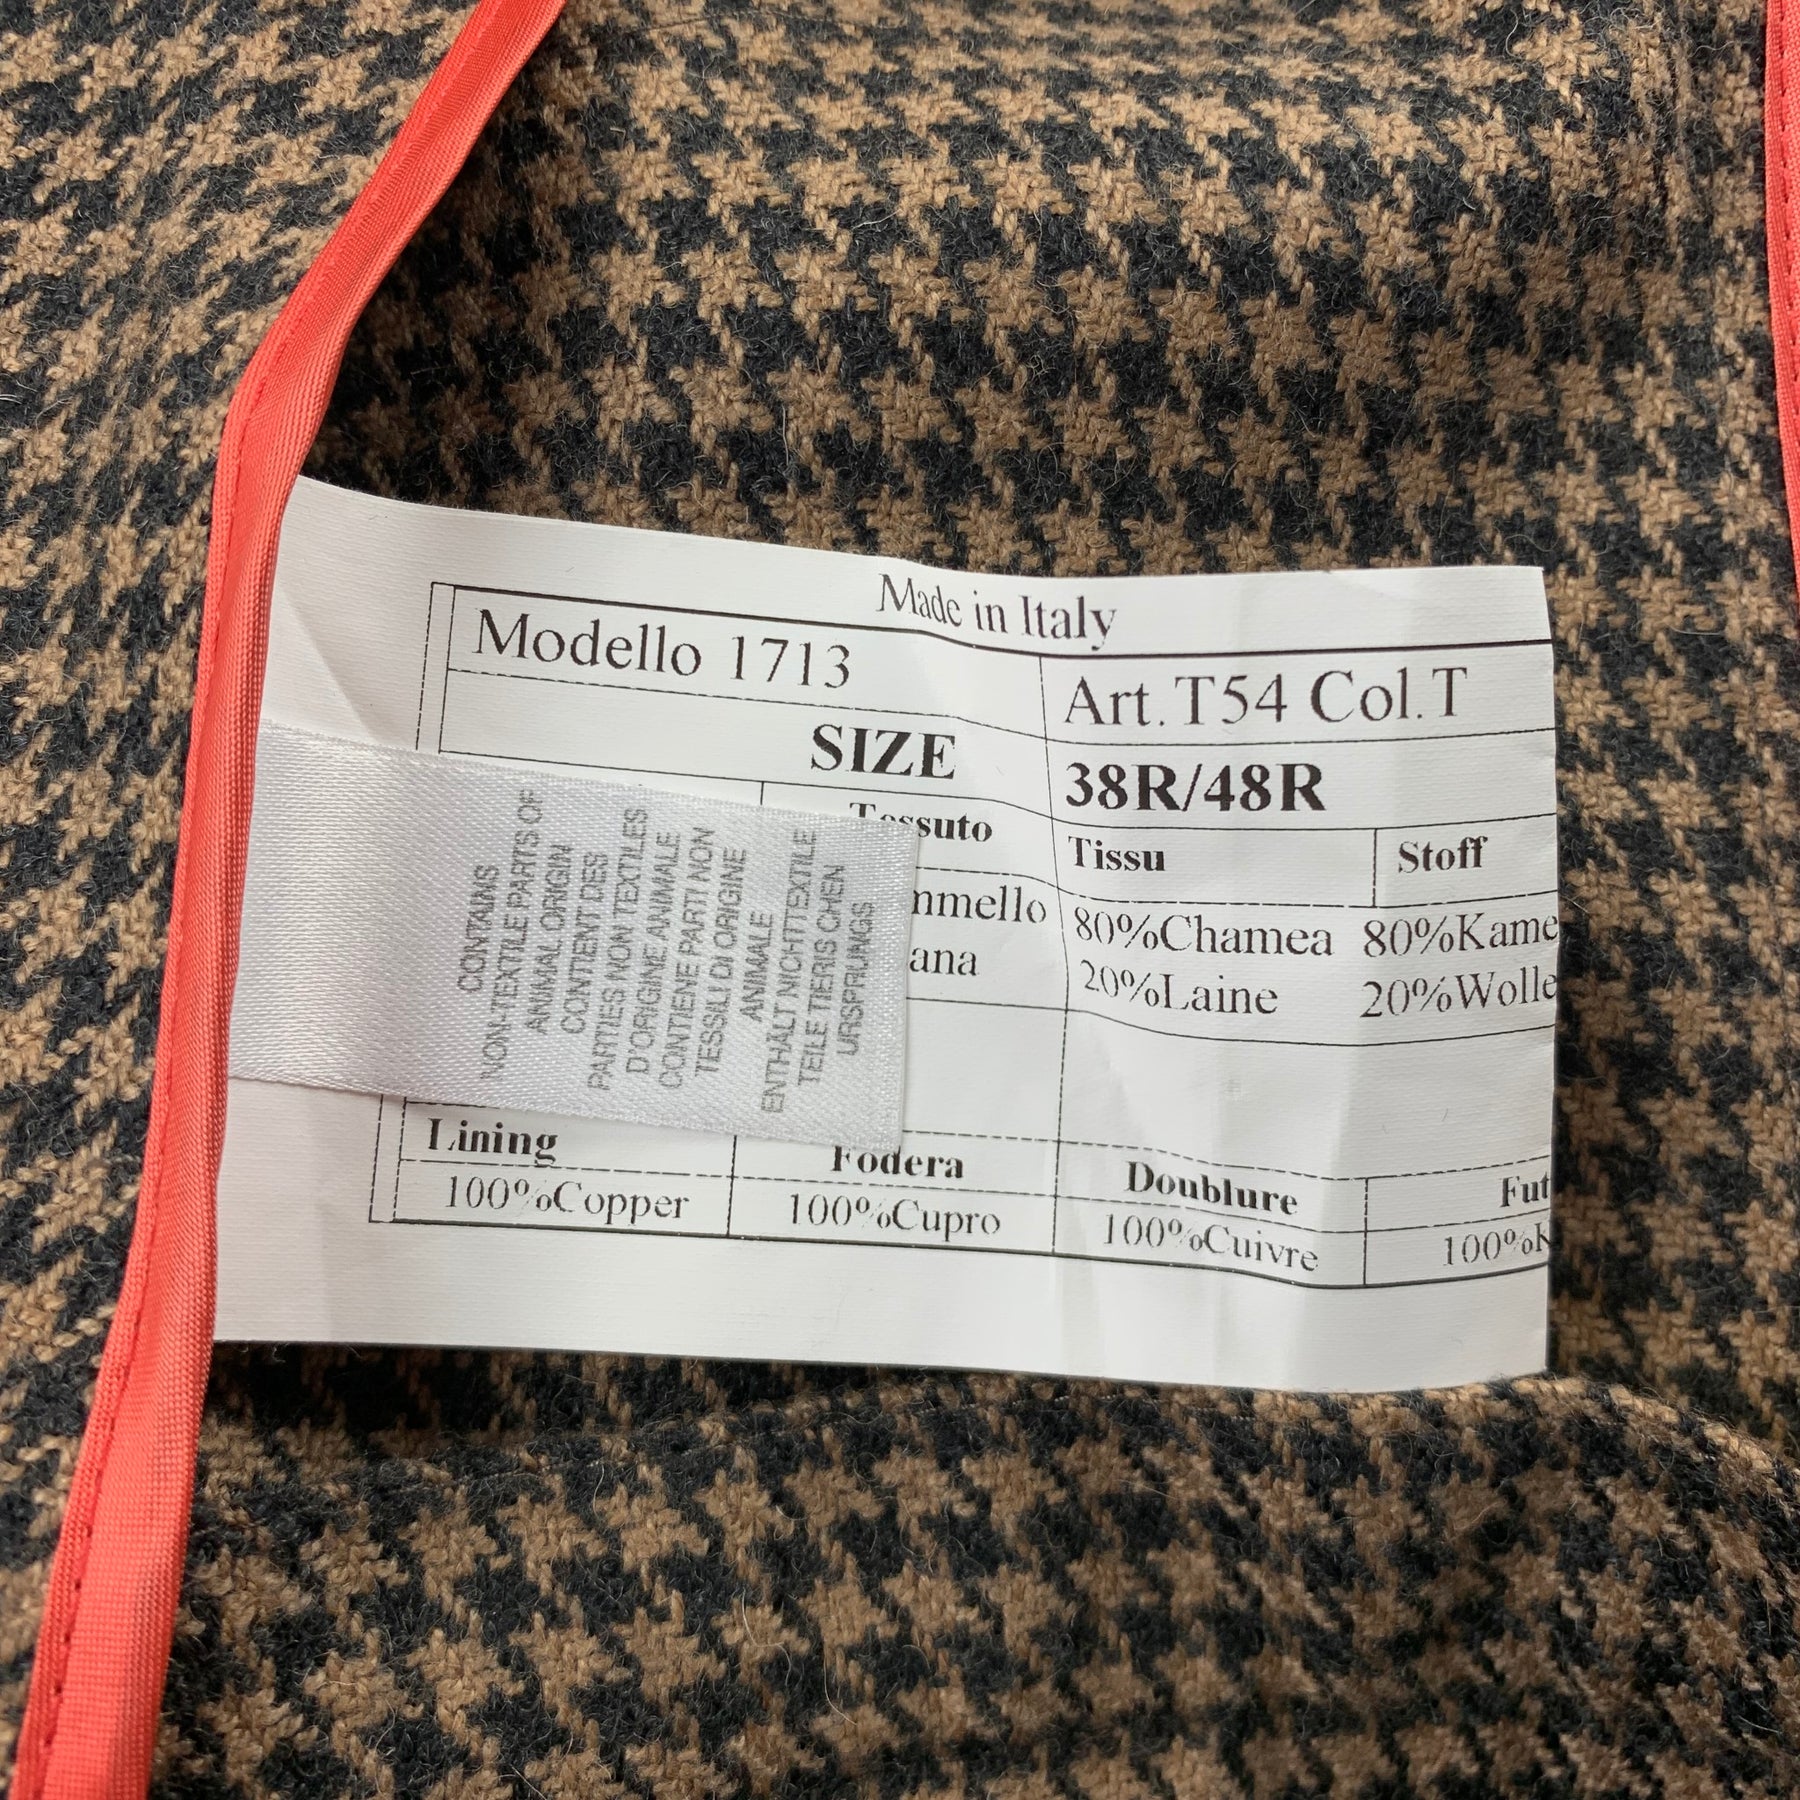 Made in Italy
Modello 1713 Art.T54 Col.T
SIZE 38R/48R
Tessuto Tissu Stoff
mmello 80%Chamea 80%Kame
ana 20%Laine 20%Wolle
CONTAINS
NON-TEXTILE PARTS OF
ANIMAL ORIGIN
CONTIENT DES
PARTIES NON TEXTILES
D'ORIGINE ANIMALE
CONTIENE PARTI NON
TESSILI DI ORIGINE
ANIMALE
ENTHÄLT NICHTTEXTILE
TEILE TIERISCHEN
URSPRUNGS
Lining Fodera Doublure Fut
100%Copper 100%Cupro 100%Cuivre 100%K